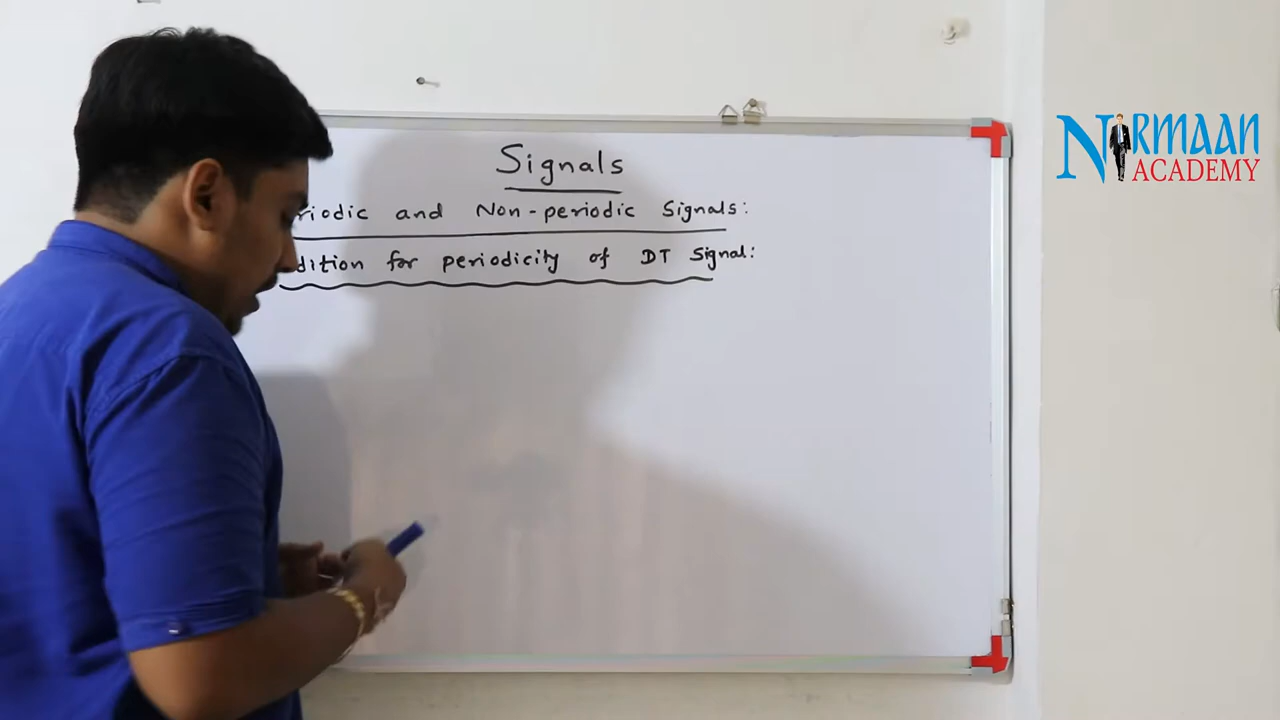 Signals
riodic and Non-periodic Signals:
dition for periodicity of DT Signal:
NIRMAAN
ACADEMY